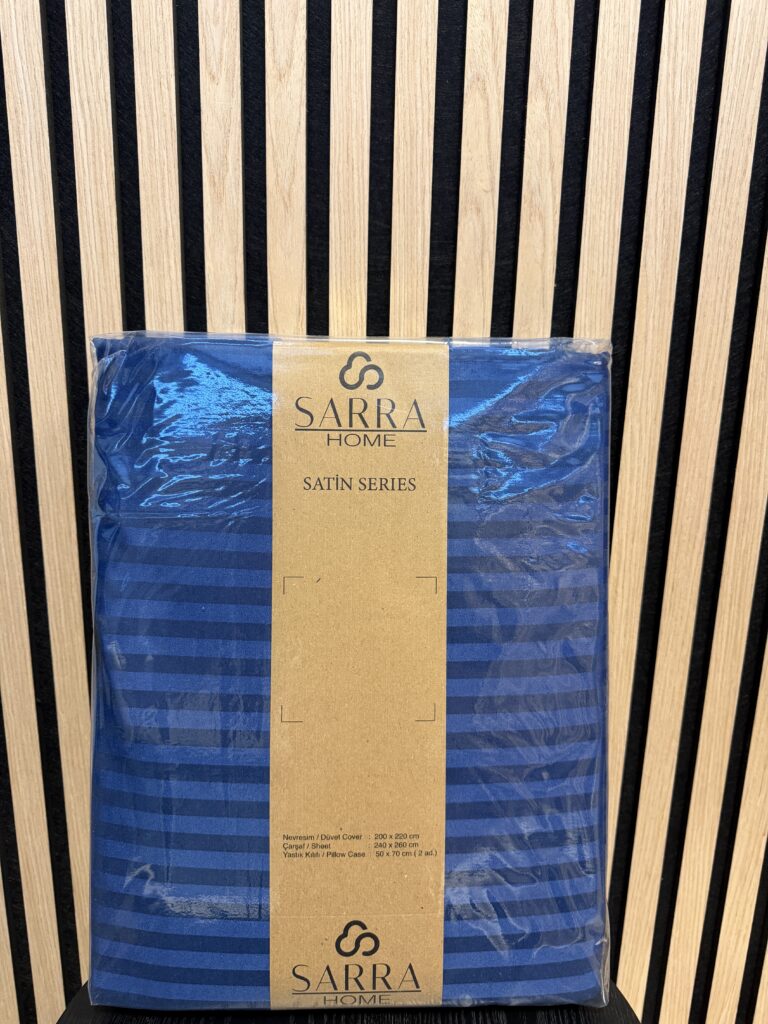 SARRA
HOME
SATİN SERIES
Nevresim / Düvet Cover : 200 x 220 cm
Çarşaf / Sheet : 240 x 260 cm
Yastık Kılıfı / Pillow Case : 50 x 70 cm ( 2 ad.)
SARRA
HOME